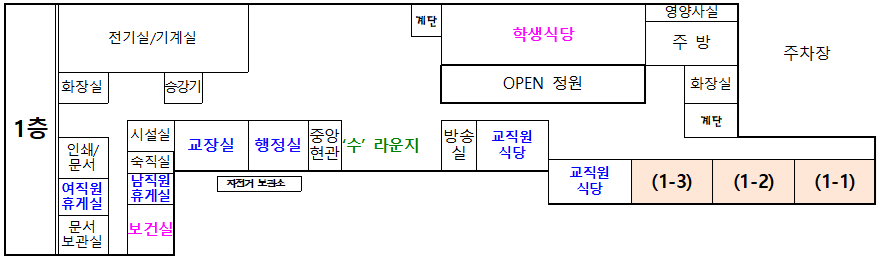 1층
전기실/기계실
계단
학생식당
영양사실
주 방
주차장
화장실
승강기
OPEN 정원
화장실
계단
인쇄/
문서
시설실
숙직실
교장실
행정실
중앙
현관
'수' 라운지
방송
실
교직원
식당
여직원
휴게실
남직원
휴게실
자전거 보관소
교직원
식당
(1-3)
(1-2)
(1-1)
문서
보관실
보건실